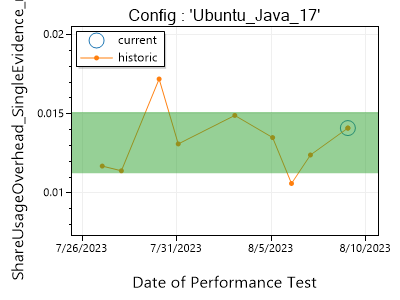 Config : 'Ubuntu_Java_17'
ShareUsageOverhead_SingleEvidence_
0.02
0.015
0.01
current
historic
7/26/2023
7/31/2023
8/5/2023
8/10/2023
Date of Performance Test